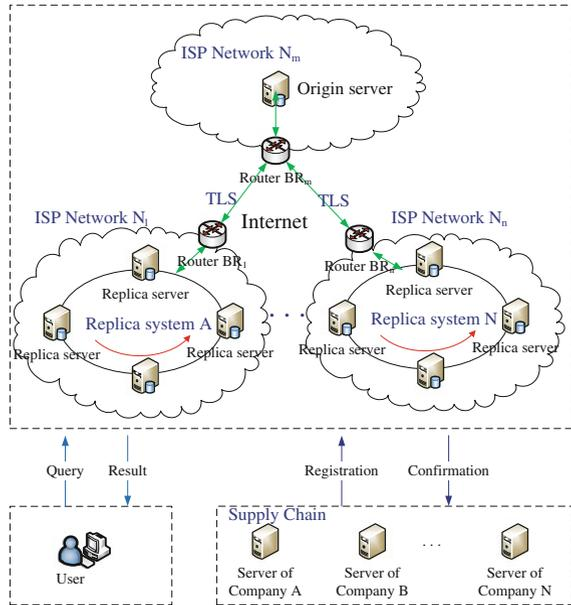 ISP Network Nm
Origin server
Router BRm
TLS
TLS
Internet
ISP Network Nl
ISP Network Nn
Router BRl
Router BRn
Replica server
Replica server
Replica system A
Replica system N
Replica server
Replica server
Replica server
Replica server
. . .
Query
Result
Registration
Confirmation
Supply Chain
User
Server of
Company A
Server of
Company B
. . .
Server of
Company N